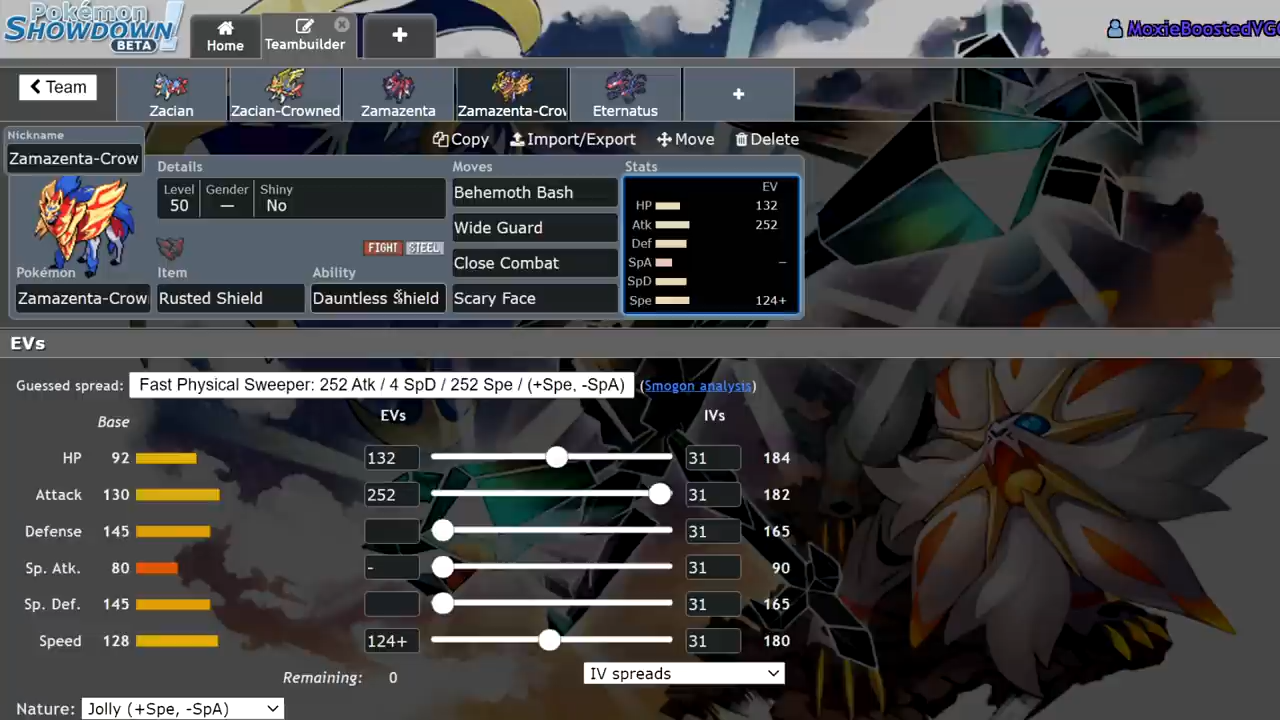 Pokémon
SHOWDOWN!
BETA
Home
Teambuilder
MoxieBoostedVGC
Team
Zacian
Zacian-Crowned
Zamazenta
Zamazenta-Crow
Eternatus
Nickname
Zamazenta-Crow
Copy
Import/Export
Move
Delete
Details
Moves
Stats
Level
50
Gender
—
Shiny
No
FIGHT STEEL
Pokémon
Zamazenta-Crown
Item
Rusted Shield
Ability
Dauntless Shield
Behemoth Bash
Wide Guard
Close Combat
Scary Face
EV
HP 132
Atk 252
Def
SpA –
SpD
Spe 124+
EVs
Guessed spread: Fast Physical Sweeper: 252 Atk / 4 SpD / 252 Spe / (+Spe, -SpA) (Smogon analysis)
Base EVs IVs
HP 92 132 31 184
Attack 130 252 31 182
Defense 145 31 165
Sp. Atk. 80 - 31 90
Sp. Def. 145 31 165
Speed 128 124+ 31 180
Remaining: 0
IV spreads
Nature: Jolly (+Spe, -SpA)